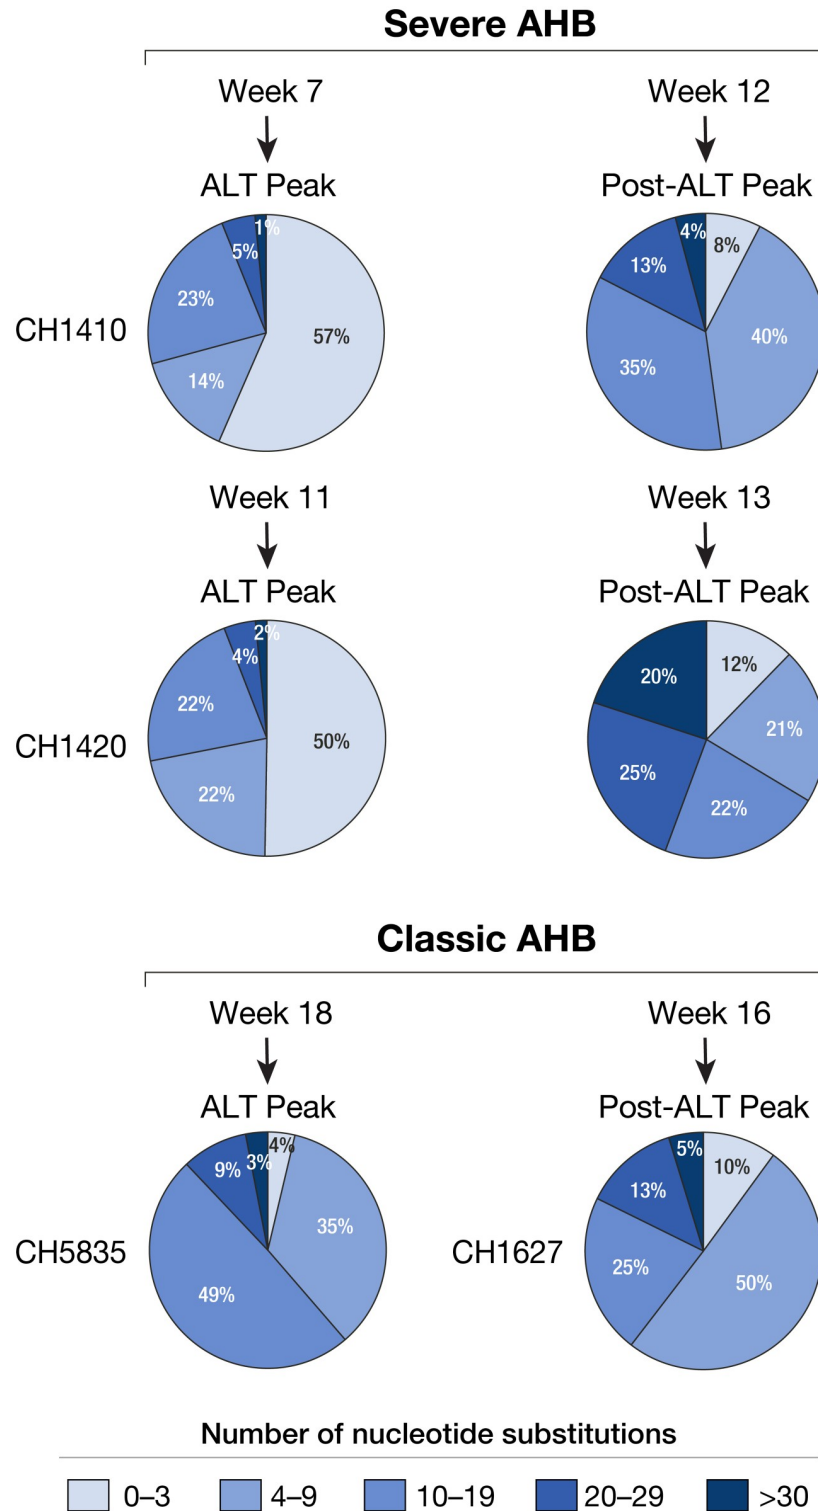 Severe AHB
Week 7
Week 12
ALT Peak
Post-ALT Peak
CH1410
1%
5%
23%
14%
57%
4%
8%
13%
35%
40%
Week 11
Week 13
ALT Peak
Post-ALT Peak
CH1420
2%
4%
22%
22%
50%
20%
12%
25%
22%
21%
Classic AHB
Week 18
Week 16
ALT Peak
Post-ALT Peak
CH5835
4%
3%
9%
35%
49%
CH1627
5%
10%
13%
25%
50%
Number of nucleotide substitutions
0–3 4–9 10–19 20–29 >30